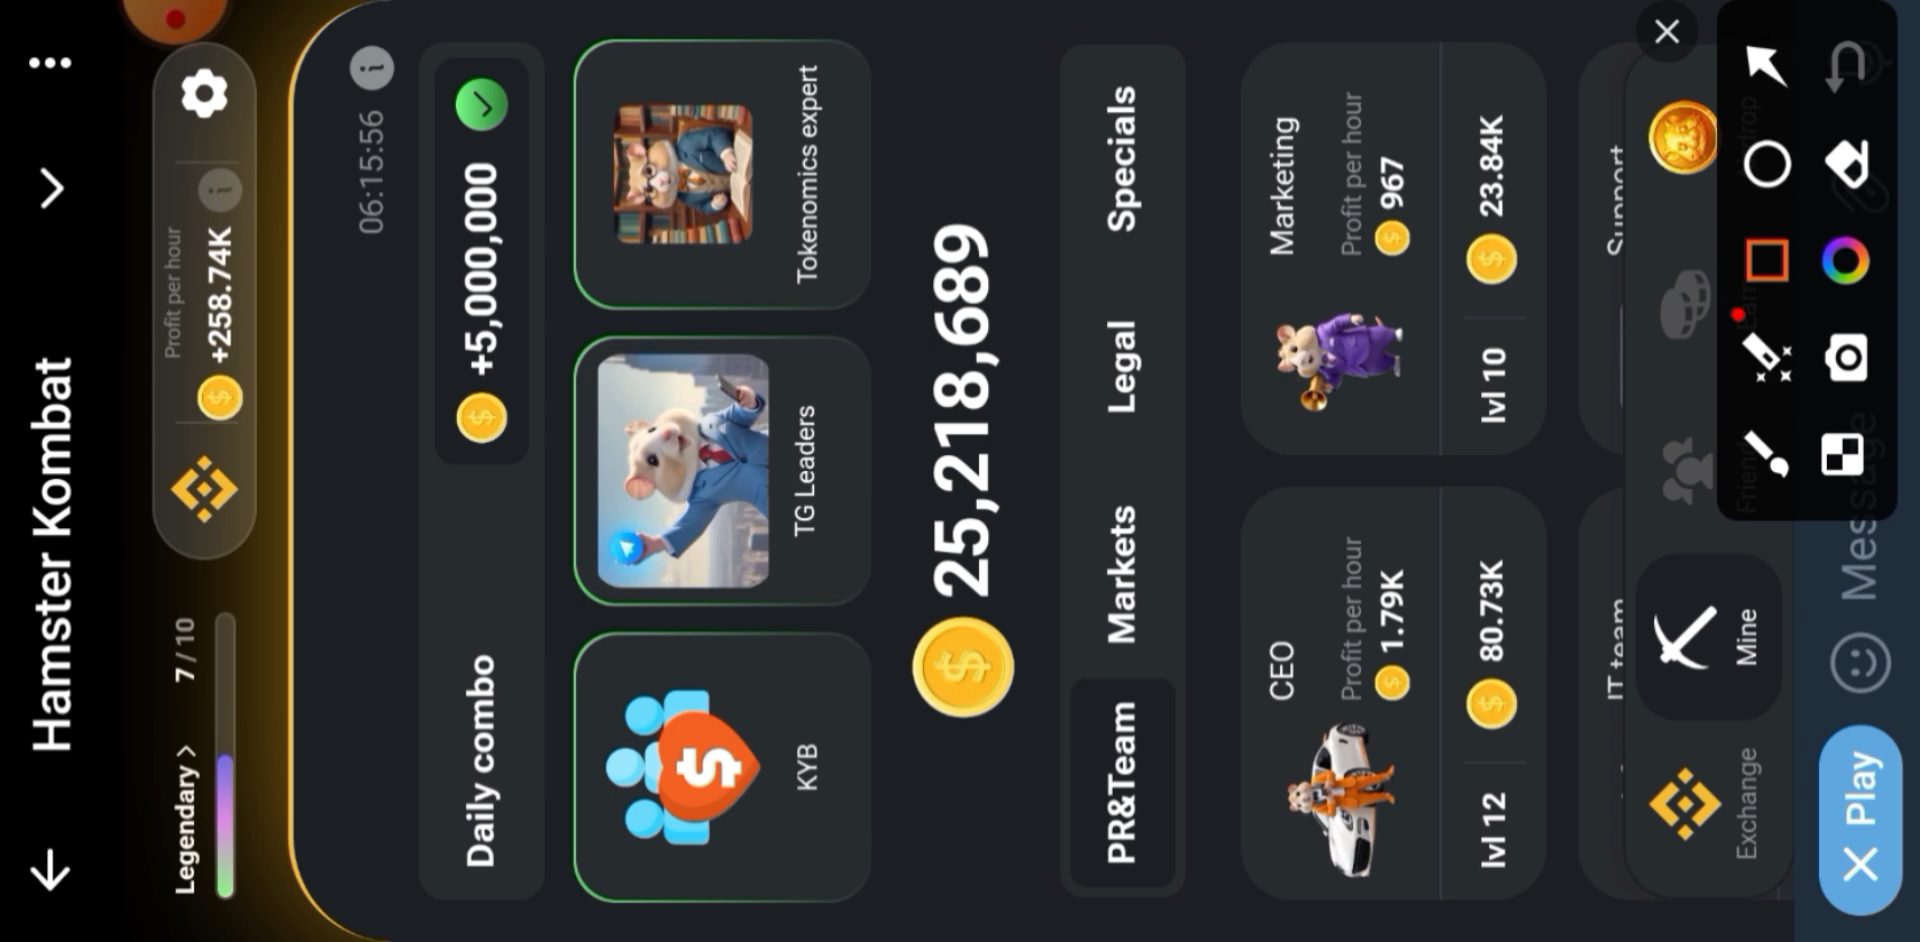 Hamster Kombat
Legendary >
7 / 10
Profit per hour
+258.74K
06:15:56
Daily combo
+5,000,000
KYB
TG Leaders
Tokenomics expert
25,218,689
PR&Team
Markets
Legal
Specials
CEO
Profit per hour
1.79K
lvl 12
80.73K
Marketing
Profit per hour
967
lvl 10
23.84K
IT team
Support
Exchange
Mine
Friends
Play
Message